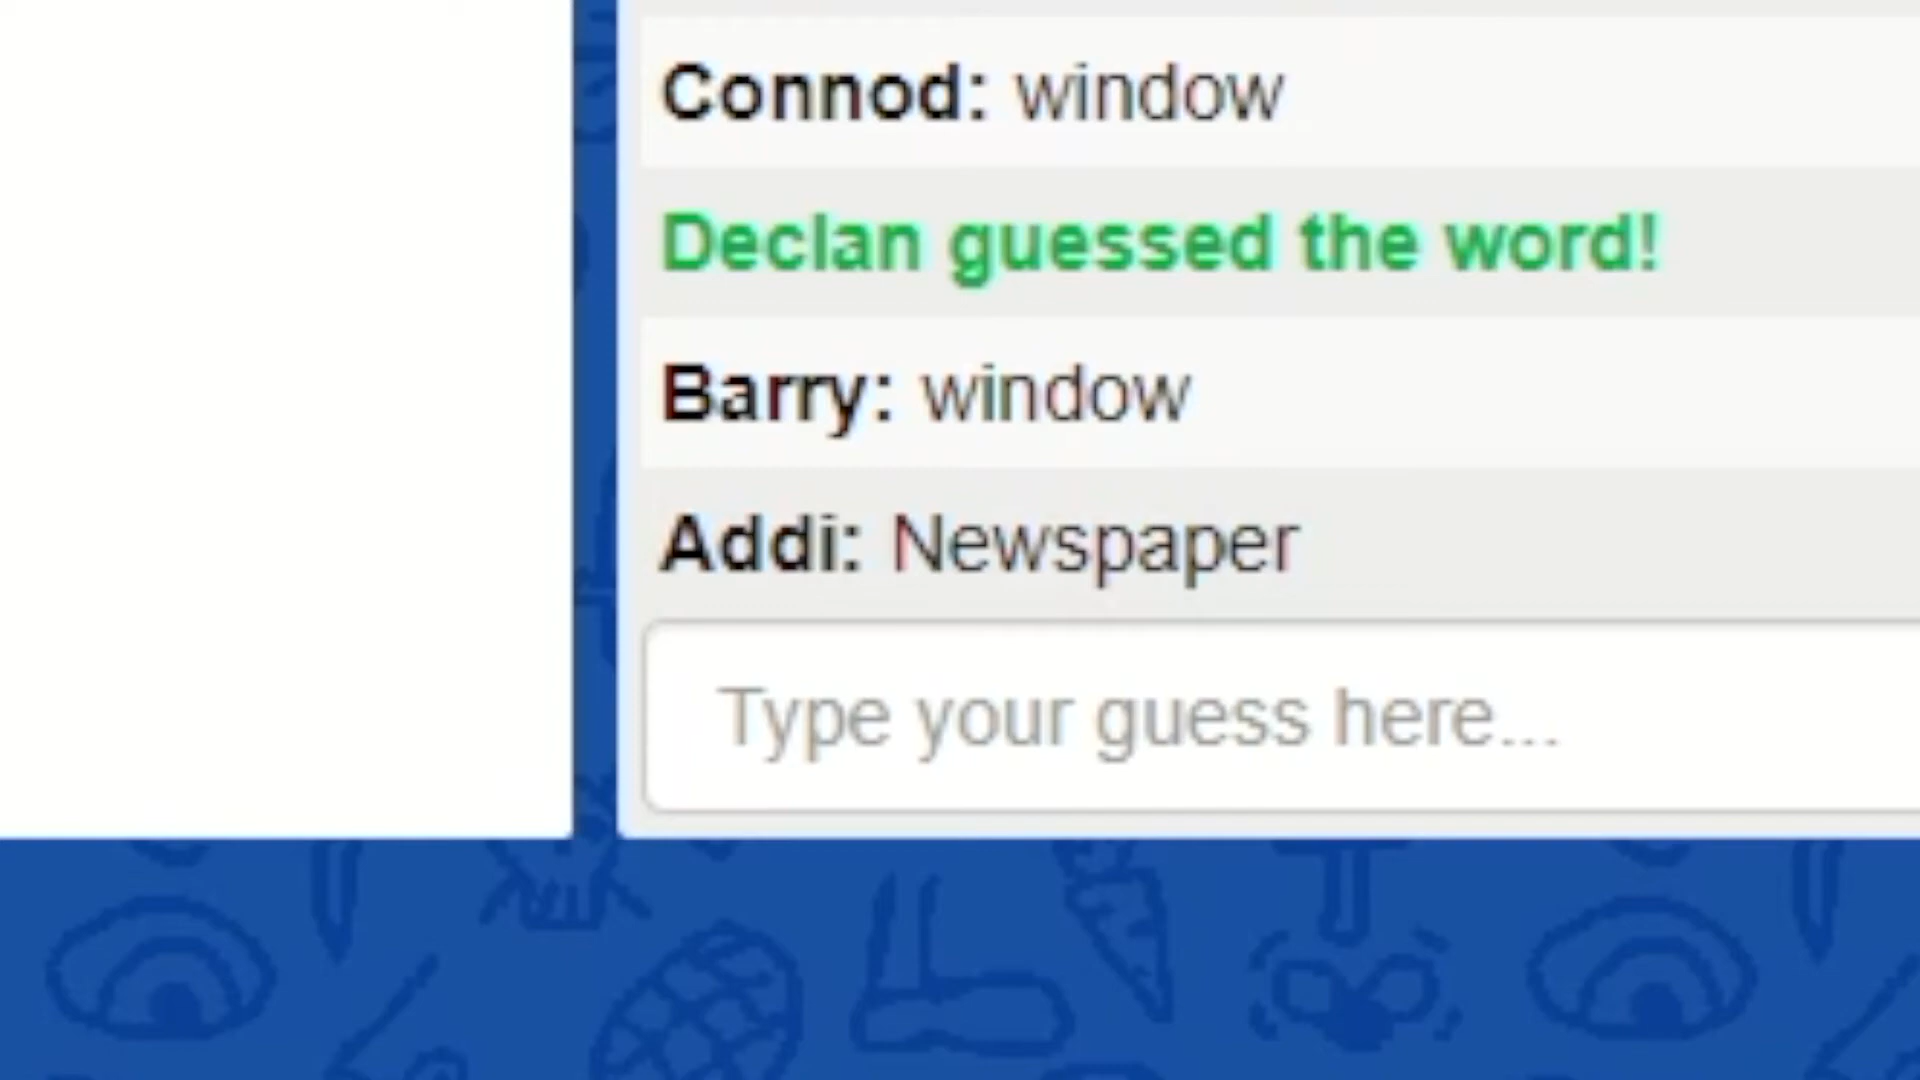 Connod: window
Declan guessed the word!
Barry: window
Addi: Newspaper
Type your guess here...